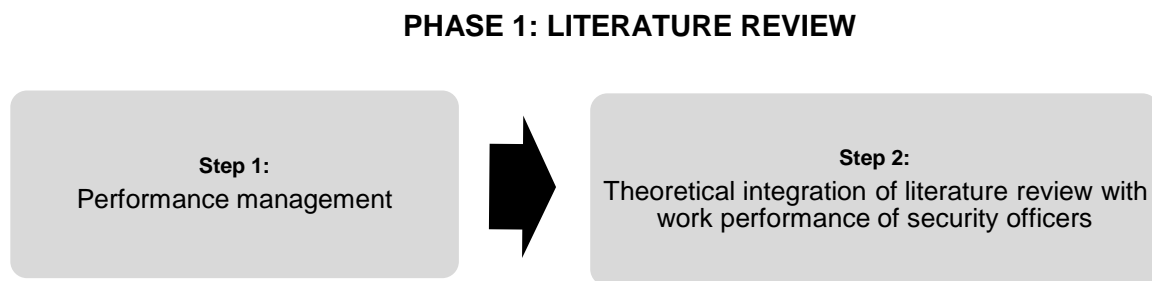 PHASE 1: LITERATURE REVIEW
Step 1:
Performance management
Step 2:
Theoretical integration of literature review with
work performance of security officers